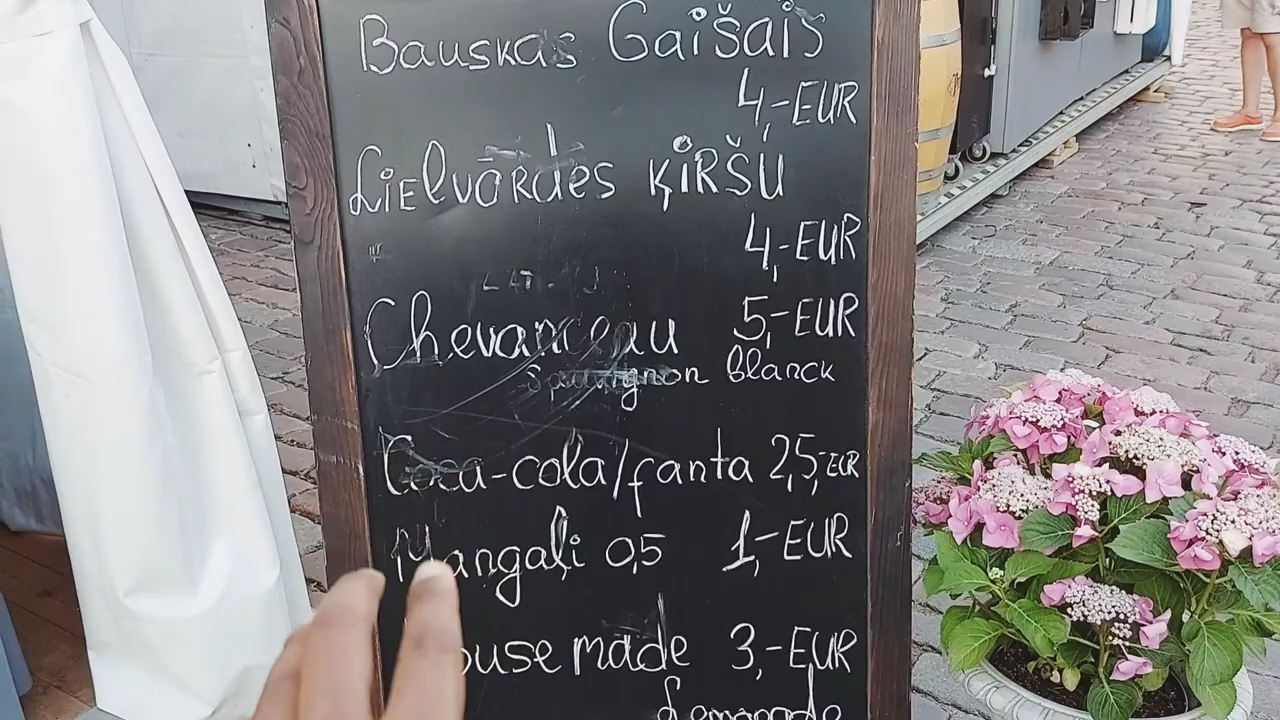 Bauskas Gaišais
4,-EUR
Lielvārdes ĶIRŠU
4,-EUR
Chevanceau 5,-EUR
Sauvignon Blanck
Coca-cola/fanta 2,5,-EUR
Mangaļi 0,5 1,-EUR
ouse made 3,-EUR
Lemonade